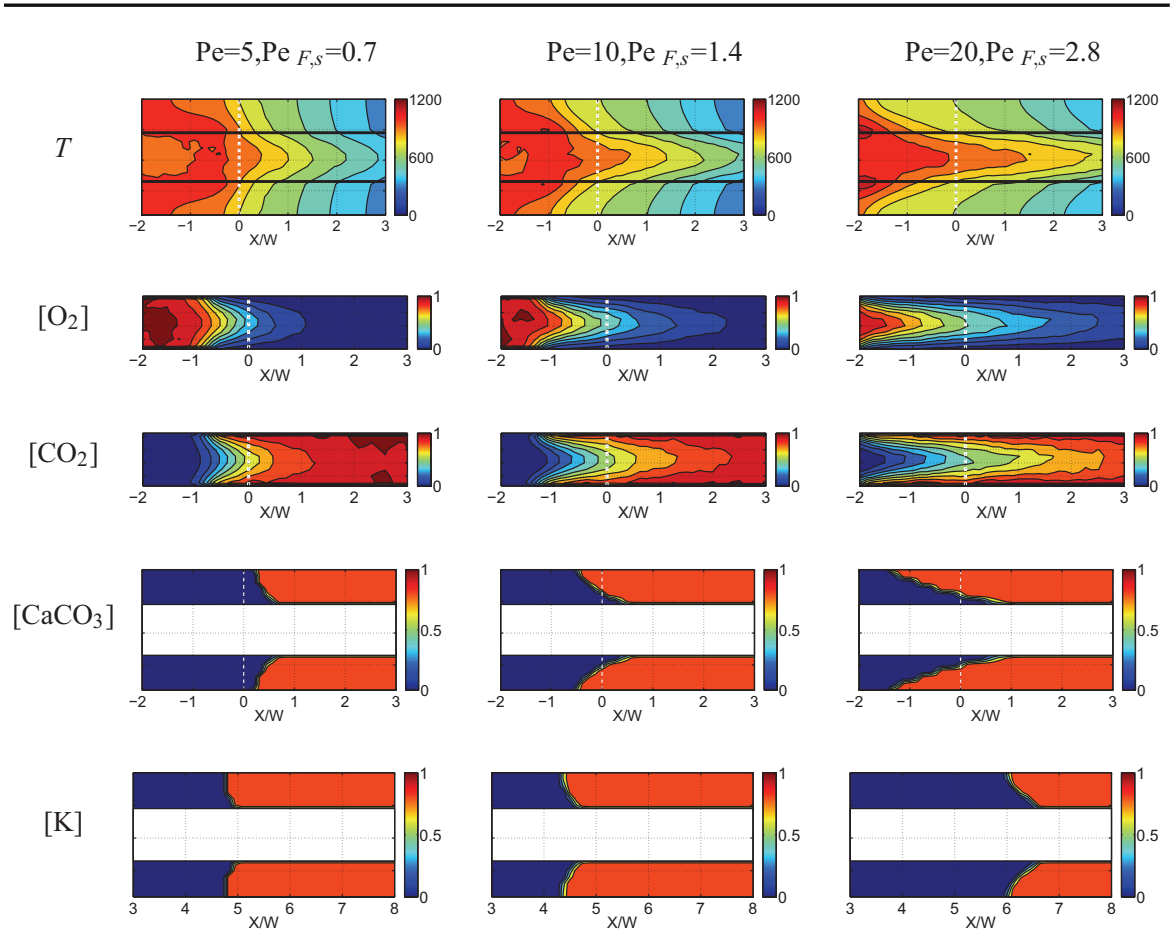 Pe=5,Pe F,s=0.7 Pe=10,Pe F,s=1.4 Pe=20,Pe F,s=2.8
T
1200 600 0 1200 600 0 1200 600 0
−2 −1 0 1 2 3 −2 −1 0 1 2 3 −2 −1 0 1 2 3
X/W X/W X/W
[O2]
1 0 1 0 1 0
−2 −1 0 1 2 3 −2 −1 0 1 2 3 −2 −1 0 1 2 3
X/W X/W X/W
[CO2]
1 0 1 0 1 0
−2 −1 0 1 2 3 −2 −1 0 1 2 3 −2 −1 0 1 2 3
X/W X/W X/W
[CaCO3]
1 0.5 0 1 0.5 0 1 0.5 0
−2 −1 0 1 2 3 −2 −1 0 1 2 3 −2 −1 0 1 2 3
X/W X/W X/W
[K]
1 0.5 0 1 0.5 0 1 0.5 0
3 4 5 6 7 8 3 4 5 6 7 8 3 4 5 6 7 8
X/W X/W X/W